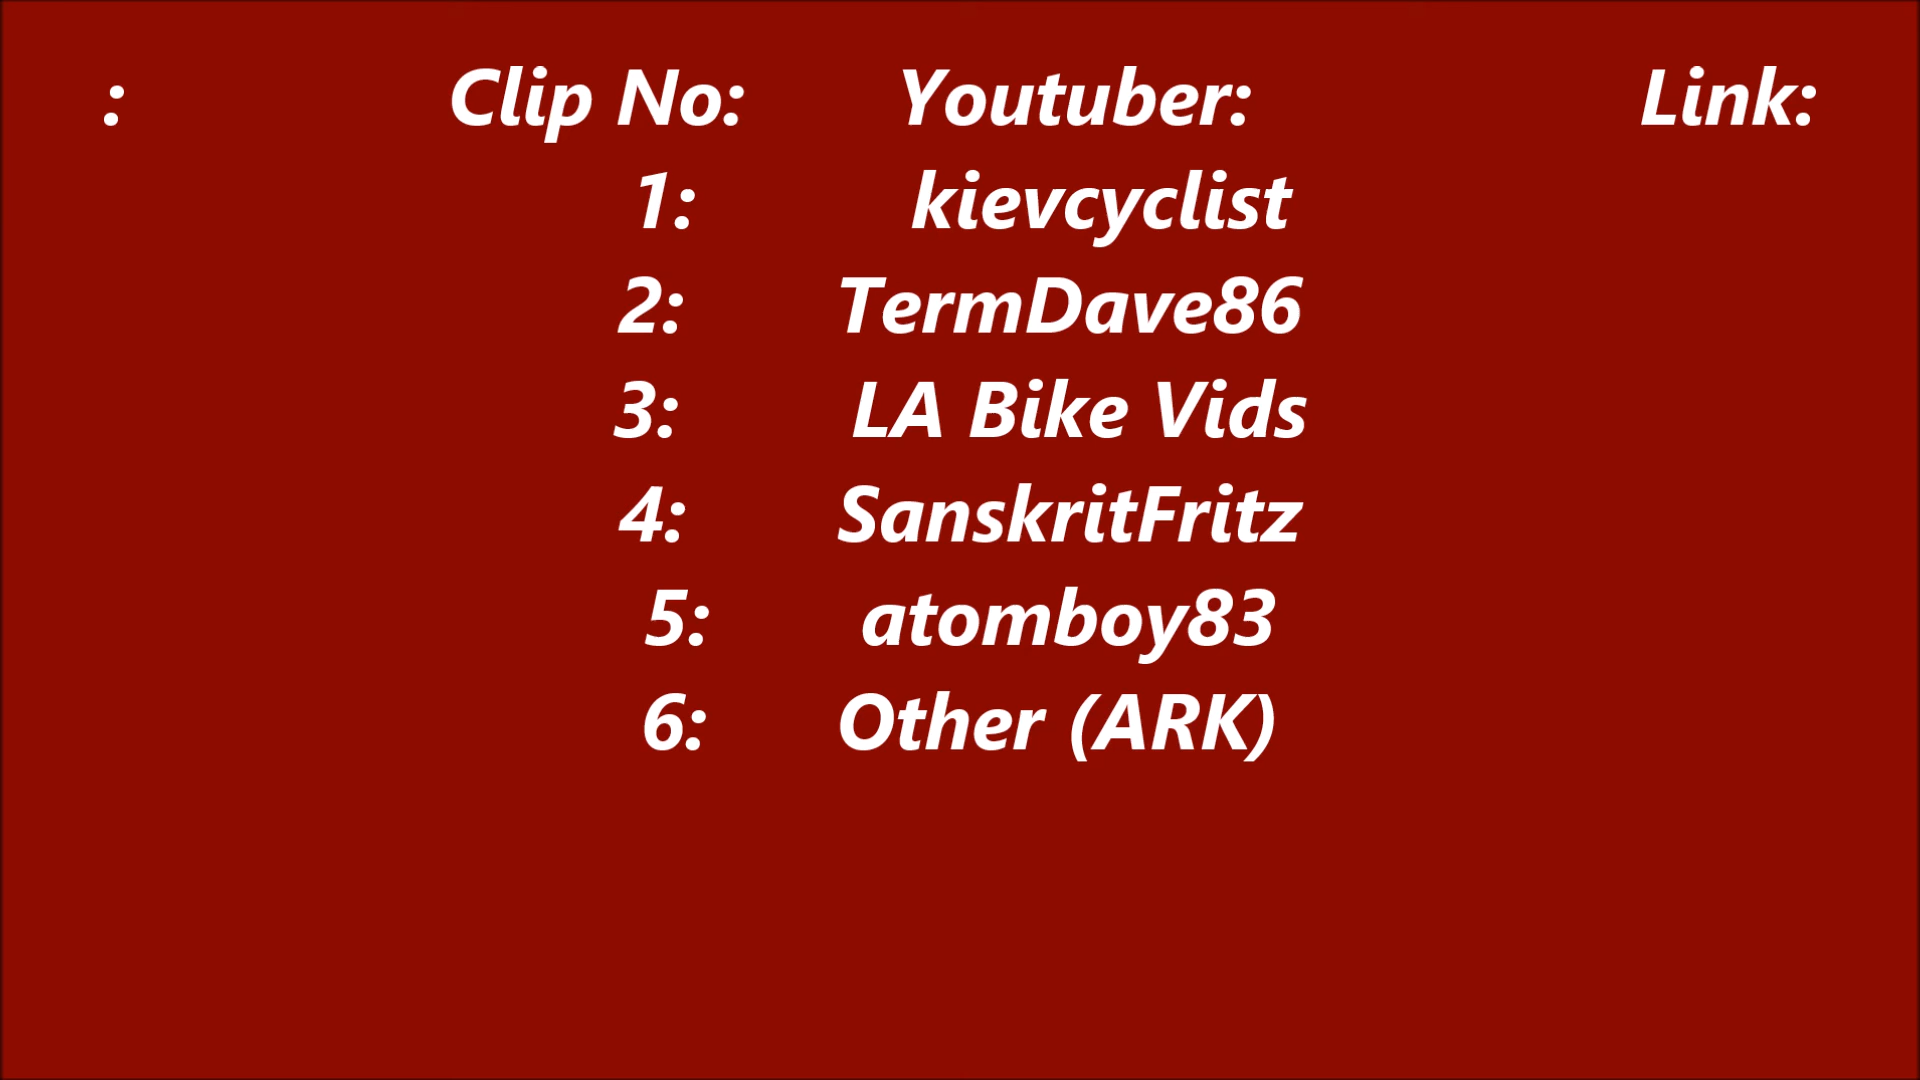 : Clip No: Youtuber: Link:
1: kievcyclist
2: TermDave86
3: LA Bike Vids
4: SanskritFritz
5: atomboy83
6: Other (ARK)